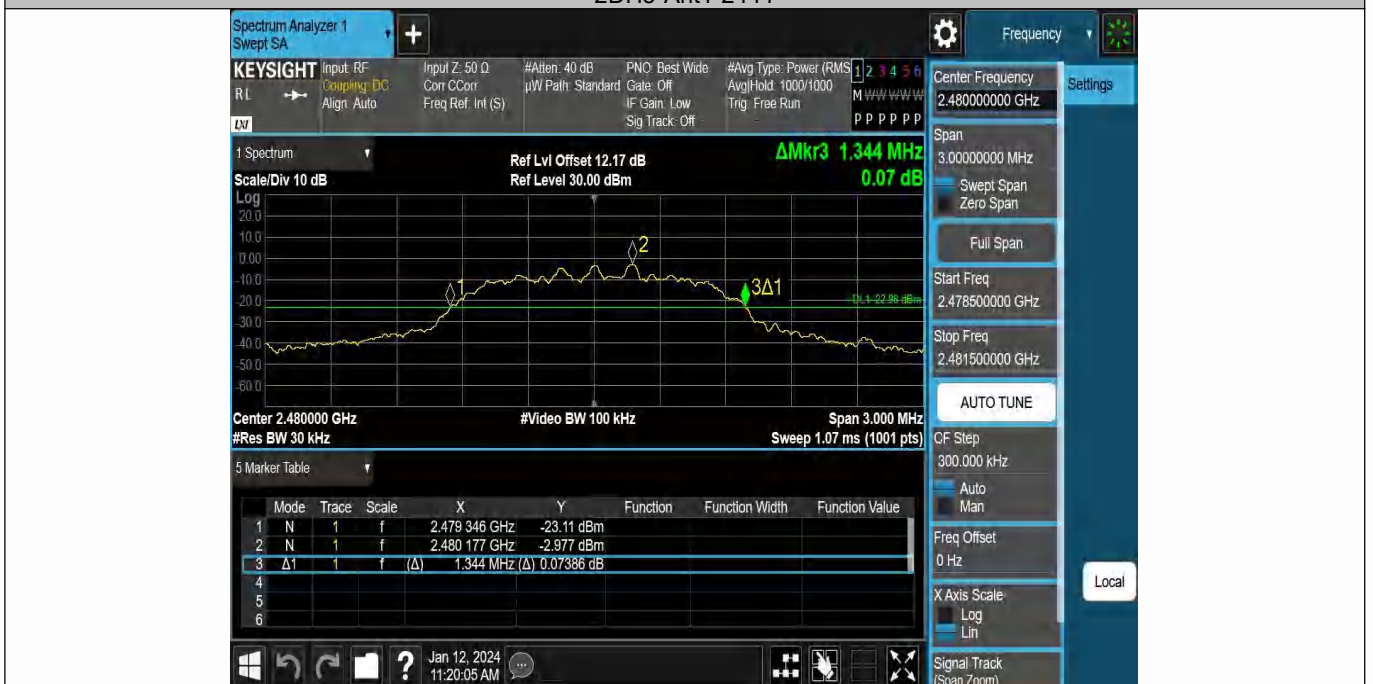 Spectrum Analyzer 1
Swept SA
+
Frequency
KEYSIGHT
RL
LXI
Input: RF
Coupling: DC
Align: Auto
Input Z: 50 Ω
Corr CCorr
Freq Ref: Int (S)
#Atten: 40 dB
µW Path: Standard
PNO: Best Wide
Gate: Off
IF Gain: Low
Sig Track: Off
#Avg Type: Power (RMS
Avg|Hold: 1000/1000
Trig: Free Run
1 2 3 4 5 6
M W W W W W
P P P P P P
1 Spectrum
Scale/Div 10 dB
Ref Lvl Offset 12.17 dB
Ref Level 30.00 dBm
ΔMkr3 1.344 MHz
0.07 dB
Log
20.0
10.0
0.00
-10.0
-20.0
-30.0
-40.0
-50.0
-60.0
1
2
3Δ1
DL1 -22.98 dBm
Center 2.480000 GHz
#Res BW 30 kHz
#Video BW 100 kHz
Span 3.000 MHz
Sweep 1.07 ms (1001 pts)
5 Marker Table
Mode Trace Scale X Y Function Function Width Function Value
1 N 1 f 2.479 346 GHz -23.11 dBm
2 N 1 f 2.480 177 GHz -2.977 dBm
3 Δ1 1 f (Δ) 1.344 MHz (Δ) 0.07386 dB
4
5
6
Jan 12, 2024
11:20:05 AM
Center Frequency
2.480000000 GHz
Settings
Span
3.00000000 MHz
Swept Span
Zero Span
Full Span
Start Freq
2.478500000 GHz
Stop Freq
2.481500000 GHz
AUTO TUNE
CF Step
300.000 kHz
Auto
Man
Freq Offset
0 Hz
X Axis Scale
Log
Lin
Local
Signal Track
(Span Zoom)